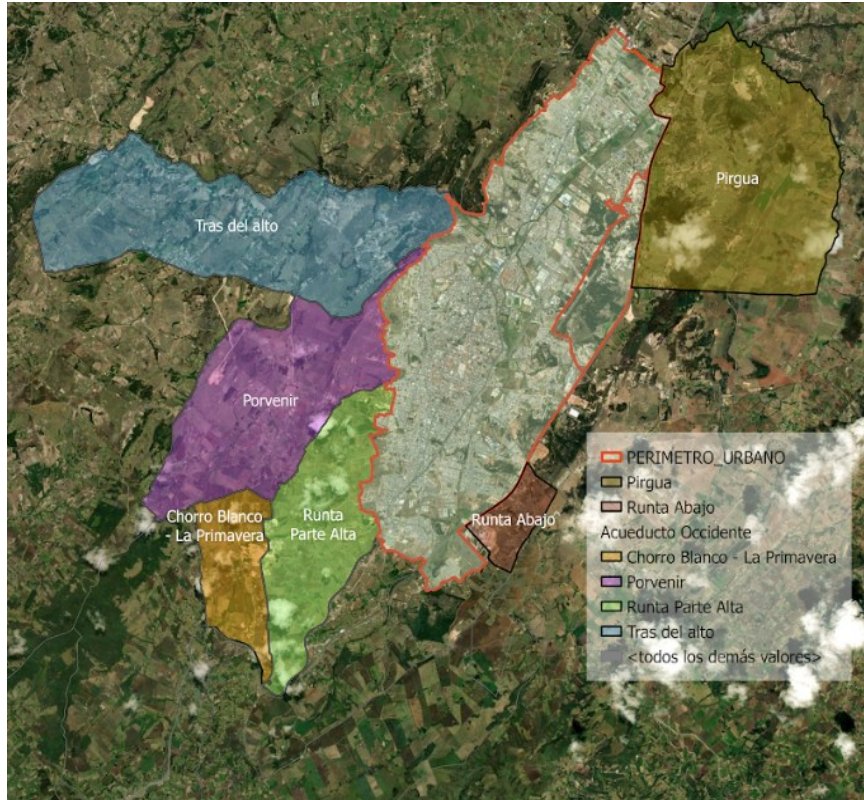 Pirgua
Tras del alto
Porvenir
Chorro Blanco
- La Primavera
Runta
Parte Alta
Runta Abajo
PERIMETRO_URBANO
Pirgua
Runta Abajo
Acueducto Occidente
Chorro Blanco - La Primavera
Porvenir
Runta Parte Alta
Tras del alto
<todos los demás valores>